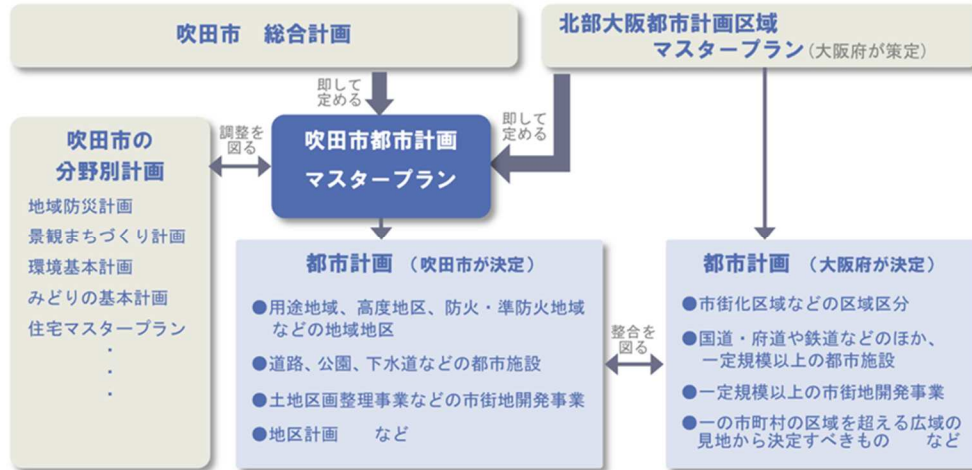 吹田市　総合計画
北部大阪都市計画区域
マスタープラン(大阪府が策定)
即して
定める
即して
定める
吹田市の
分野別計画
地域防災計画
景観まちづくり計画
環境基本計画
みどりの基本計画
住宅マスタープラン
・
・
・
調整を
図る
吹田市都市計画
マスタープラン
都市計画 （吹田市が決定）
●用途地域、高度地区、防火・準防火地域
などの地域地区
●道路、公園、下水道などの都市施設
●土地区画整理事業などの市街地開発事業
●地区計画　など
整合を
図る
都市計画 （大阪府が決定）
●市街化区域などの区域区分
●国道・府道や鉄道などのほか、
一定規模以上の都市施設
●一定規模以上の市街地開発事業
●一の市町村の区域を超える広域の
見地から決定すべきもの　など